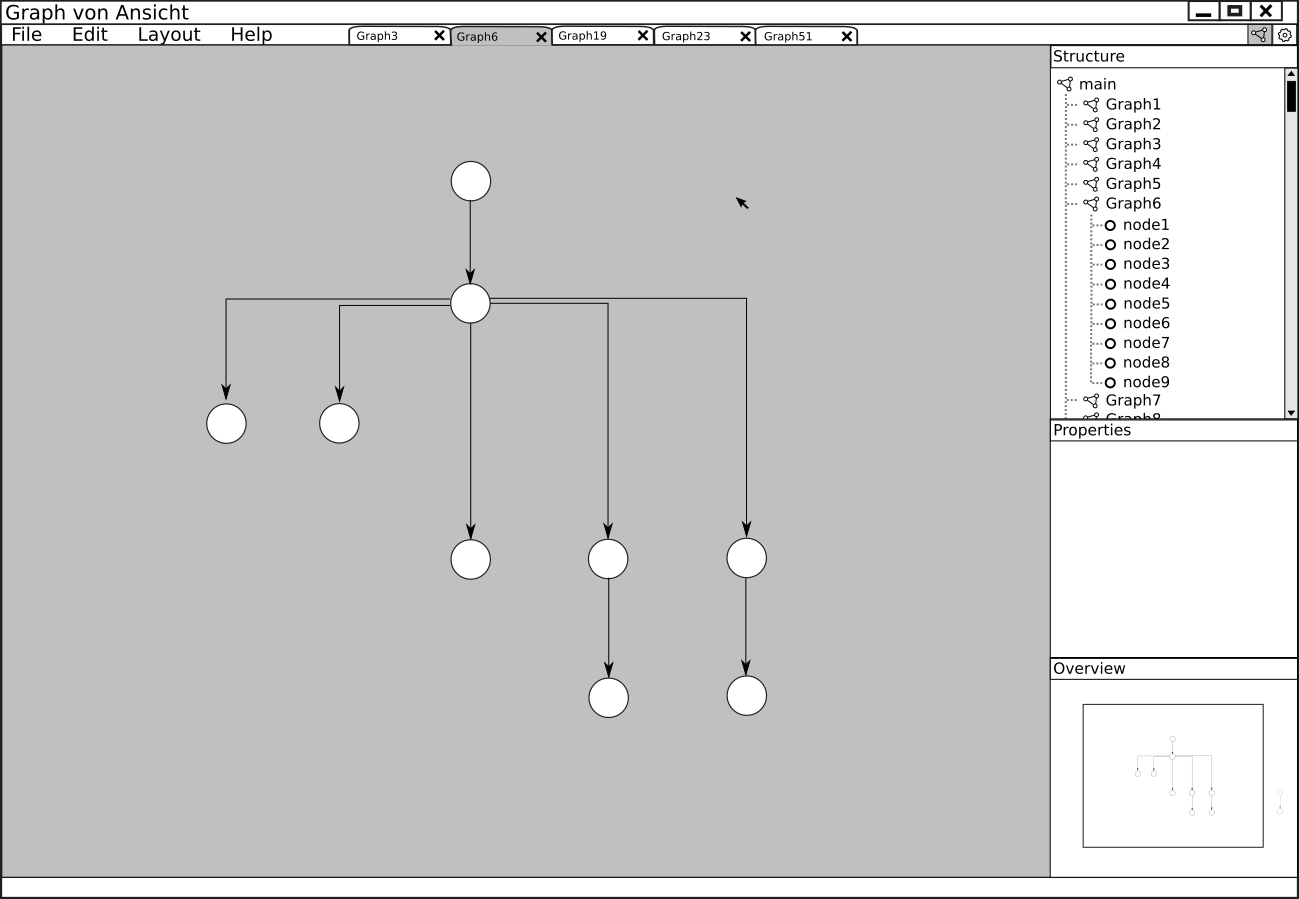 Graph von Ansicht
File Edit Layout Help
Graph3 Graph6 Graph19 Graph23 Graph51
Structure
main
Graph1
Graph2
Graph3
Graph4
Graph5
Graph6
node1
node2
node3
node4
node5
node6
node7
node8
node9
Graph7
Graph8
Properties
Overview